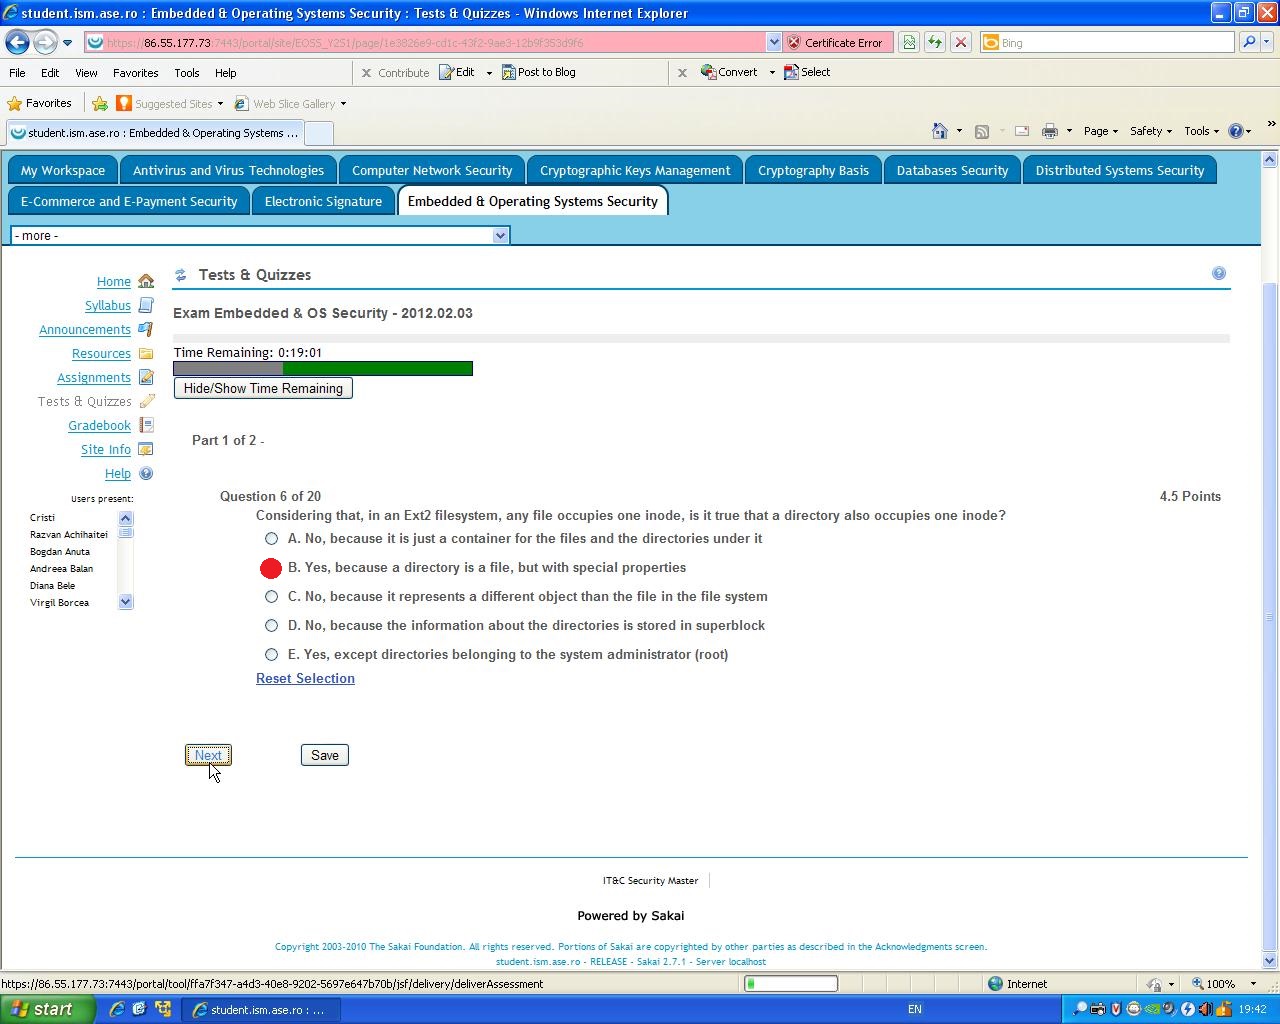 student.ism.ase.ro : Embedded & Operating Systems Security : Tests & Quizzes - Windows Internet Explorer
https://86.55.177.73:7443/portal/site/EOSS_Y2S1/page/1e3826e9-cd1c-43f2-9ae3-12b9f353d9f6 Certificate Error Bing
File Edit View Favorites Tools Help x Contribute Edit Post to Blog x Convert Select
Favorites Suggested Sites Web Slice Gallery
student.ism.ase.ro : Embedded & Operating Systems ... Page Safety Tools »
My Workspace Antivirus and Virus Technologies Computer Network Security Cryptographic Keys Management Cryptography Basis Databases Security Distributed Systems Security
E-Commerce and E-Payment Security Electronic Signature Embedded & Operating Systems Security
- more -
Home
Syllabus
Announcements
Resources
Assignments
Tests & Quizzes
Gradebook
Site Info
Help
Users present:
Cristi
Razvan Achihaitei
Bogdan Anuta
Andreea Balan
Diana Bele
Virgil Borcea
Tests & Quizzes
Exam Embedded & OS Security - 2012.02.03
Time Remaining: 0:19:01
Hide/Show Time Remaining
Part 1 of 2 -
Question 6 of 20 4.5 Points
Considering that, in an Ext2 filesystem, any file occupies one inode, is it true that a directory also occupies one inode?
A. No, because it is just a container for the files and the directories under it
B. Yes, because a directory is a file, but with special properties
C. No, because it represents a different object than the file in the file system
D. No, because the information about the directories is stored in superblock
E. Yes, except directories belonging to the system administrator (root)
Reset Selection
Next Save
IT&C Security Master
Powered by Sakai
Copyright 2003-2010 The Sakai Foundation. All rights reserved. Portions of Sakai are copyrighted by other parties as described in the Acknowledgments screen.
student.ism.ase.ro - RELEASE - Sakai 2.7.1 - Server localhost
https://86.55.177.73:7443/portal/tool/ffa7f347-a4d3-40e8-9202-5697e647b70b/jsf/delivery/deliverAssessment Internet 100%
start student.ism.ase.ro : ... EN 19:42